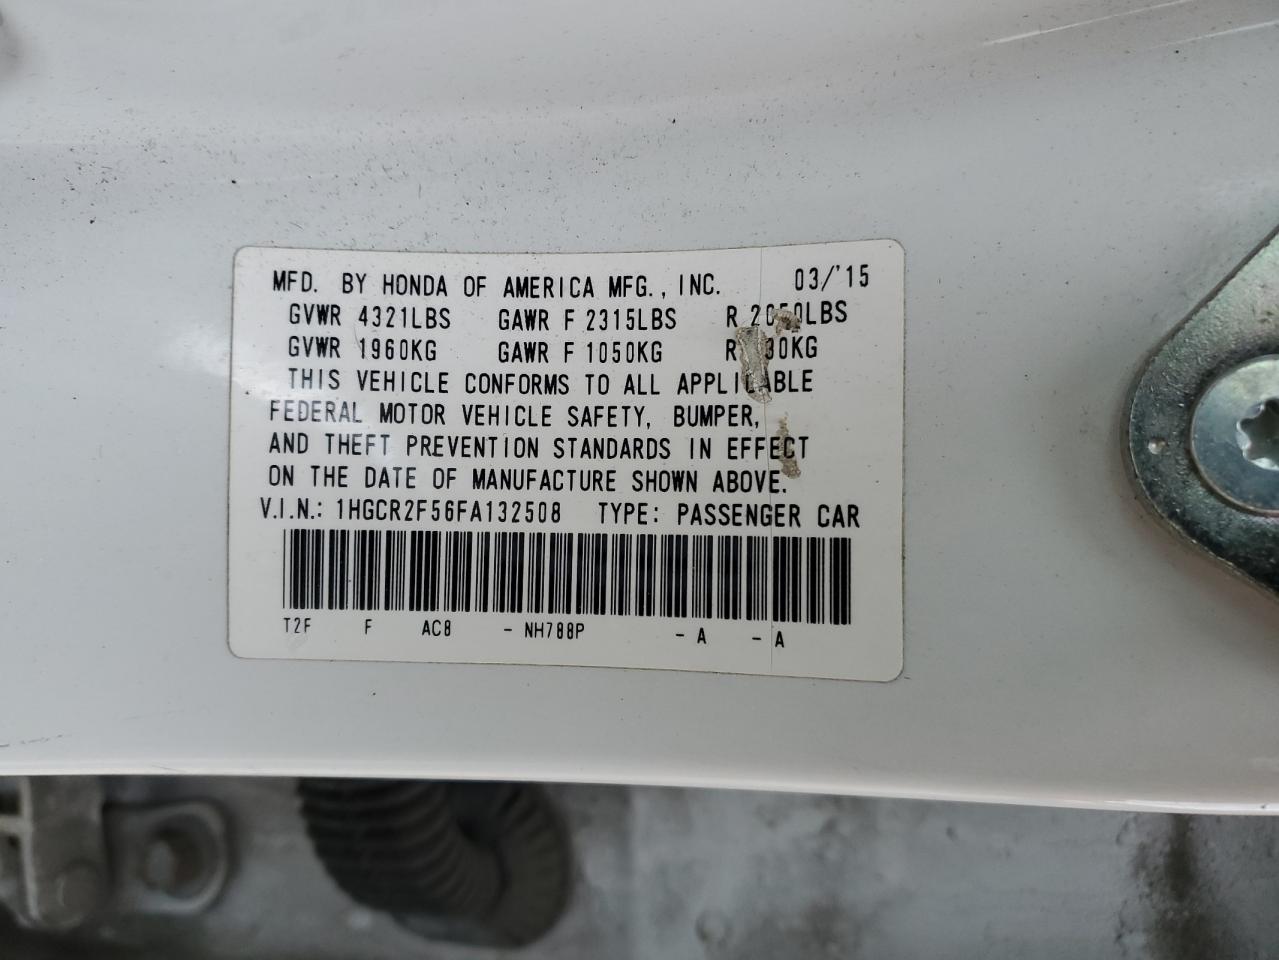 MFD. BY HONDA OF AMERICA MFG., INC. 03/'15
GVWR 4321LBS GAWR F 2315LBS R
GVWR 1960KG GAWR F 1050KG R
THIS VEHICLE CONFORMS TO ALL APPLICABLE
FEDERAL MOTOR VEHICLE SAFETY, BUMPER,
AND THEFT PREVENTION STANDARDS IN EFFECT
ON THE DATE OF MANUFACTURE SHOWN ABOVE.
V.I.N.: 1HGCR2F56FA132508 TYPE: PASSENGER CAR
T2F F AC8 - NH788P - A - A